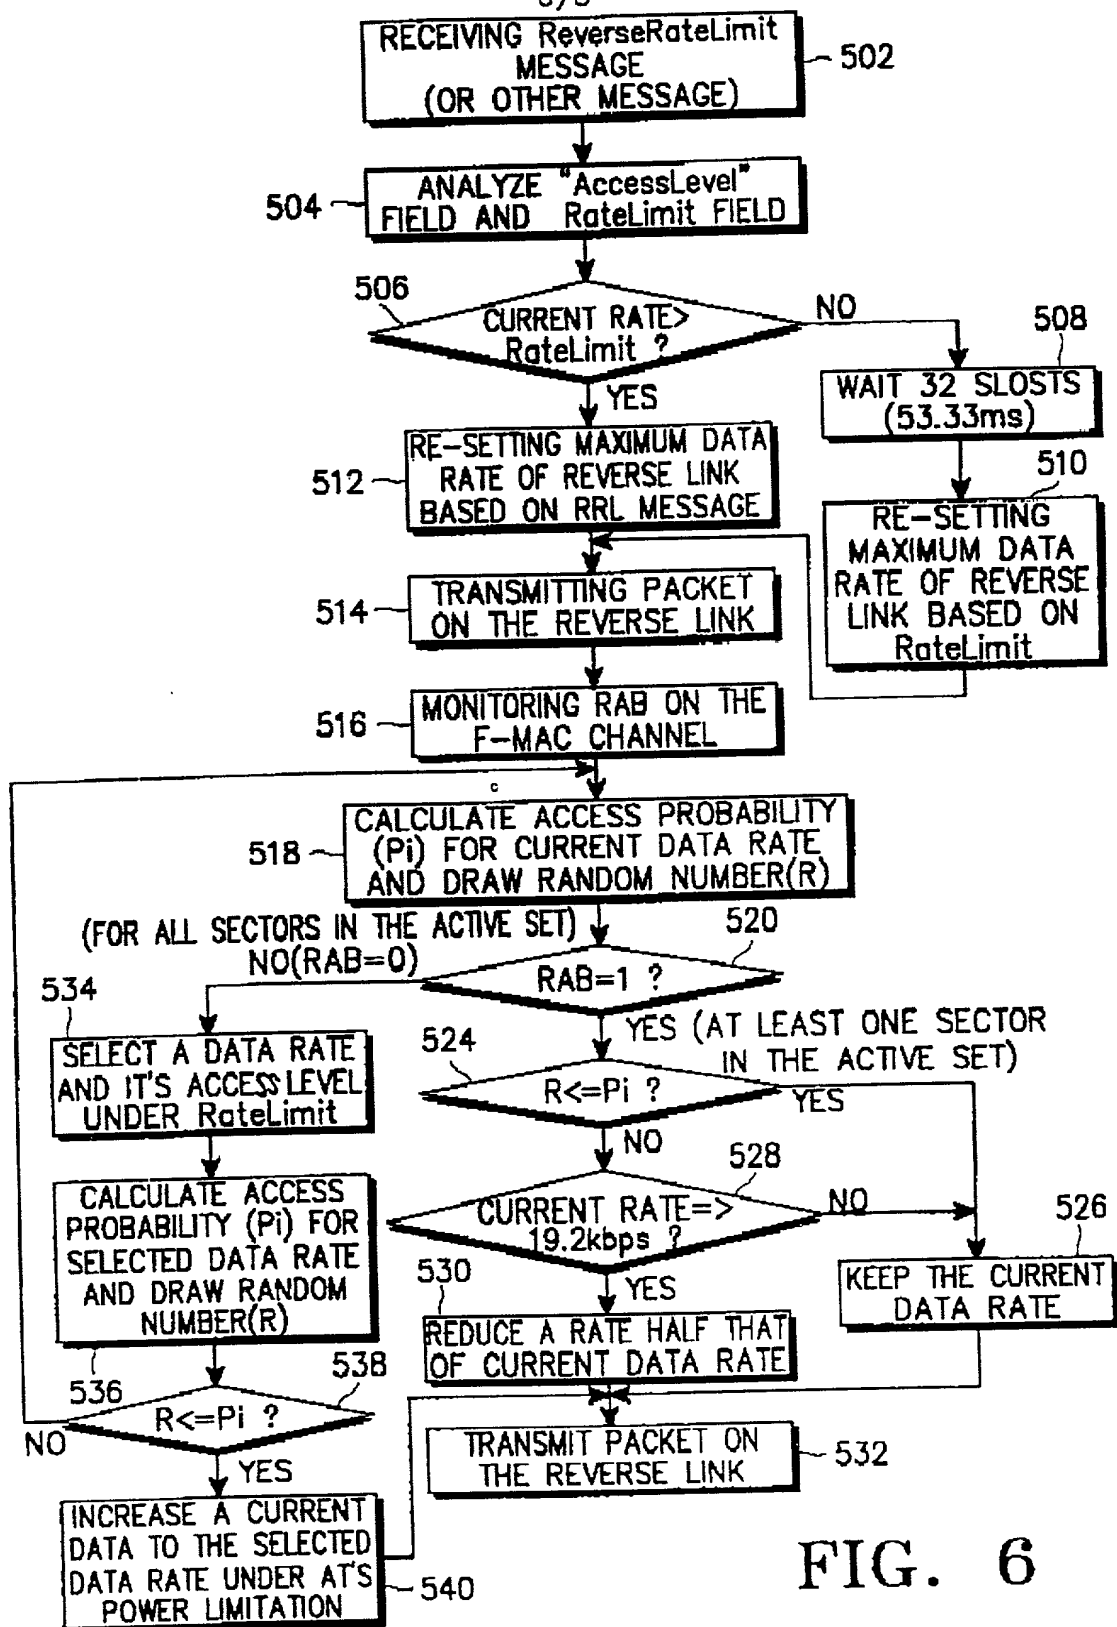 RECEIVING ReverseRateLimit
MESSAGE
(OR OTHER MESSAGE)
502
504
ANALYZE "AccessLevel"
FIELD AND RateLimit FIELD
506
CURRENT RATE>
RateLimit ?
NO
YES
508
WAIT 32 SLOSTS
(53.33ms)
512
RE-SETTING MAXIMUM DATA
RATE OF REVERSE LINK
BASED ON RRL MESSAGE
510
RE-SETTING
MAXIMUM DATA
RATE OF REVERSE
LINK BASED ON
RateLimit
514
TRANSMITTING PACKET
ON THE REVERSE LINK
516
MONITORING RAB ON THE
F-MAC CHANNEL
518
CALCULATE ACCESS PROBABILITY
(Pi) FOR CURRENT DATA RATE
AND DRAW RANDOM NUMBER(R)
(FOR ALL SECTORS IN THE ACTIVE SET)
NO(RAB=0)
520
RAB=1 ?
YES (AT LEAST ONE SECTOR
IN THE ACTIVE SET)
534
SELECT A DATA RATE
AND IT'S ACCESS LEVEL
UNDER RateLimit
524
R<=Pi ?
YES
NO
536
CALCULATE ACCESS
PROBABILITY (Pi) FOR
SELECTED DATA RATE
AND DRAW RANDOM
NUMBER(R)
528
CURRENT RATE=>
19.2kbps ?
NO
YES
526
KEEP THE CURRENT
DATA RATE
530
REDUCE A RATE HALF THAT
OF CURRENT DATA RATE
538
R<=Pi ?
NO
YES
TRANSMIT PACKET ON
THE REVERSE LINK
532
INCREASE A CURRENT
DATA TO THE SELECTED
DATA RATE UNDER AT'S
POWER LIMITATION
540
FIG. 6